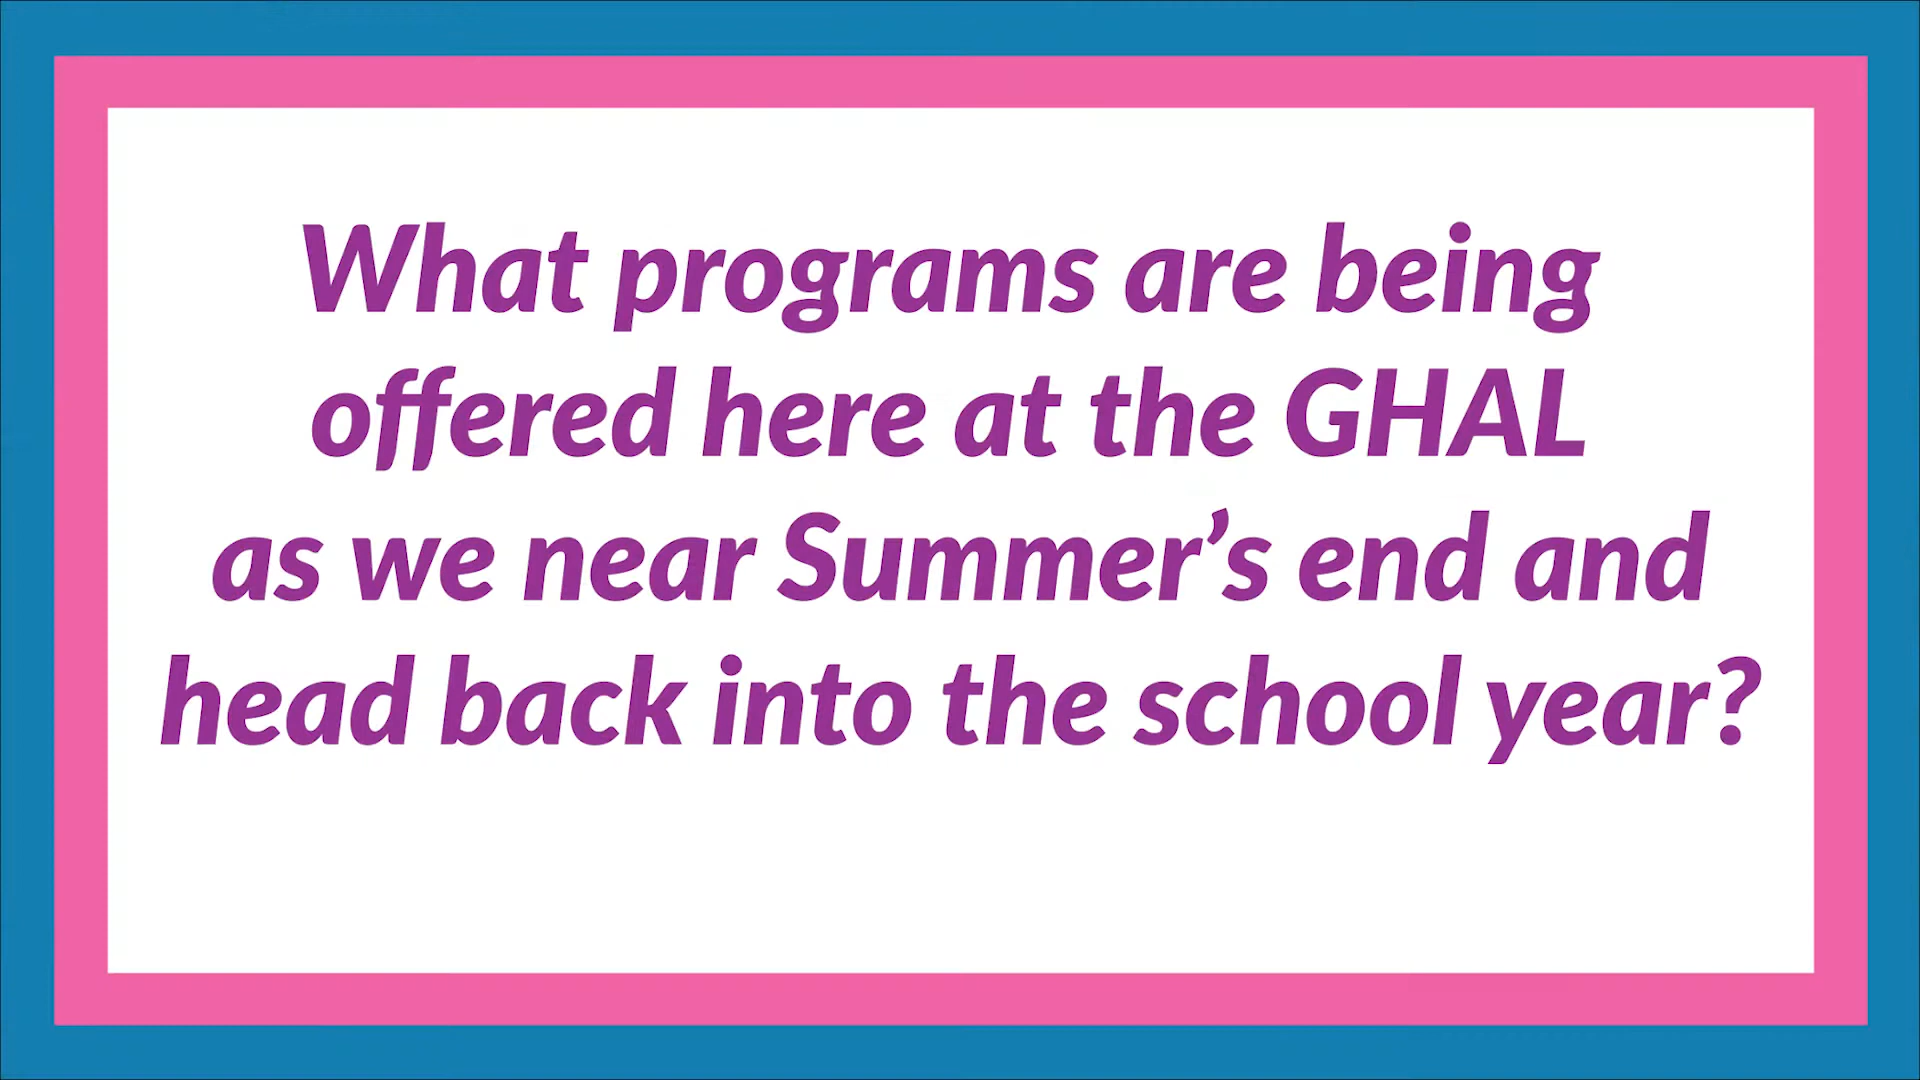 What programs are being
offered here at the GHAL
as we near Summer’s end and
head back into the school year?